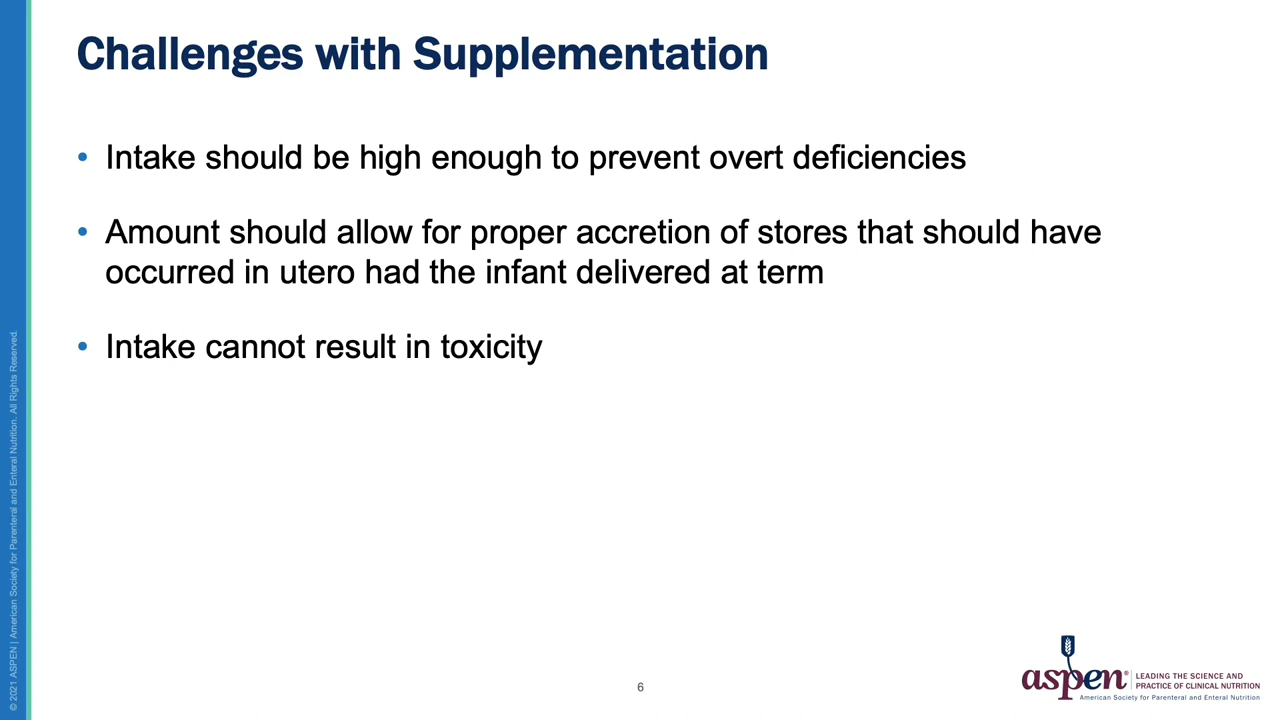 Challenges with Supplementation
• Intake should be high enough to prevent overt deficiencies
• Amount should allow for proper accretion of stores that should have
occurred in utero had the infant delivered at term
• Intake cannot result in toxicity
© 2021 ASPEN | American Society for Parenteral and Enteral Nutrition. All Rights Reserved.
6
aspen®
LEADING THE SCIENCE AND
PRACTICE OF CLINICAL NUTRITION
American Society for Parenteral and Enteral Nutrition